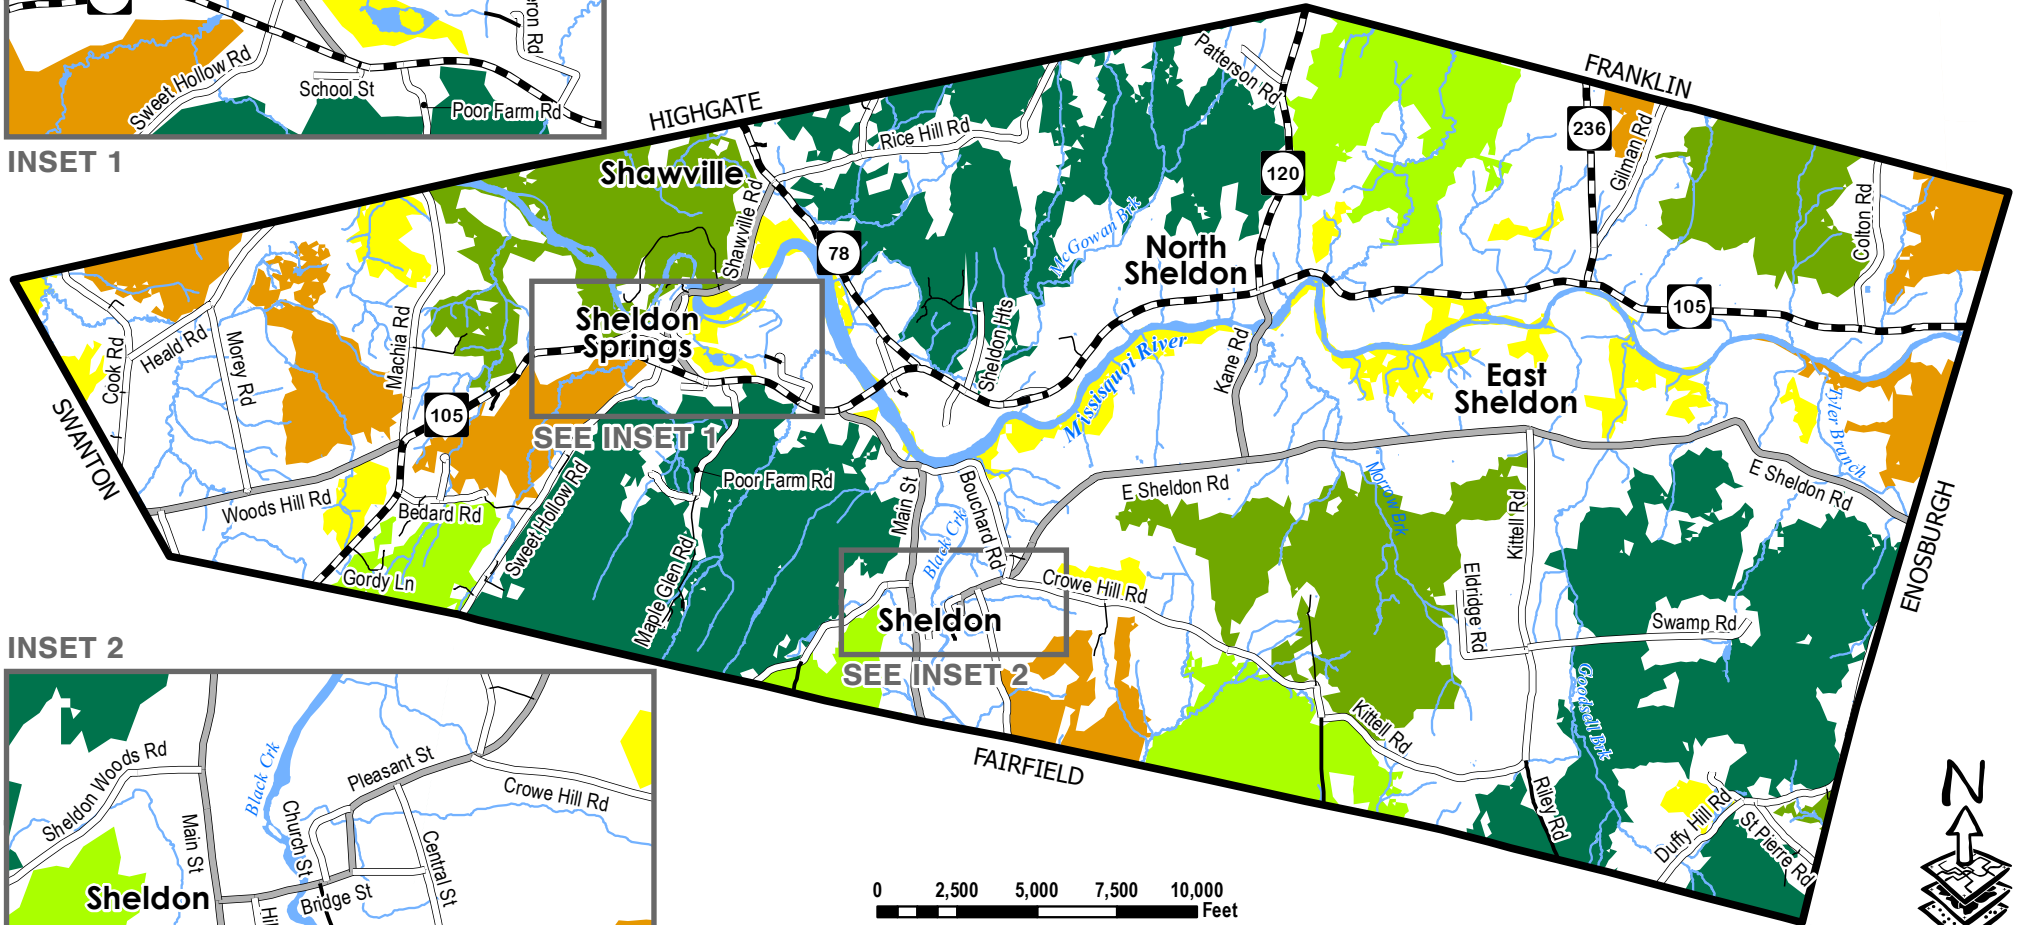 Sweet Hollow Rd
School St
Poor Farm Rd
INSET 1
HIGHGATE
FRANKLIN
SWANTON
FAIRFIELD
ENOSBURGH
Shawville
Shawville Rd
Rice Hill Rd
Patterson Rd
120
236
Gilman Rd
Colton Rd
78
McGowan Brk
North
Sheldon
105
Sheldon
Springs
SEE INSET 1
Sheldon Hts
Mississquoi River
Kane Rd
East
Sheldon
Tyler Branch
Cook Rd
Heald Rd
Morey Rd
Machia Rd
105
Woods Hill Rd
Bedard Rd
Gordy Ln
Sweet Hollow Rd
Poor Farm Rd
Maple Glen Rd
Main St
Black Crk
Bouchard Rd
E Sheldon Rd
Morrow Brk
Kittell Rd
E Sheldon Rd
Eldridge Rd
Swamp Rd
Goodsell Brk
Crowe Hill Rd
Sheldon
SEE INSET 2
Kittell Rd
Riley Rd
Duffy Hill Rd
St Pierre Rd
INSET 2
Sheldon Woods Rd
Main St
Black Crk
Church St
Pleasant St
Crowe Hill Rd
Central St
Bridge St
Sheldon
0 2,500 5,000 7,500 10,000
Feet
N